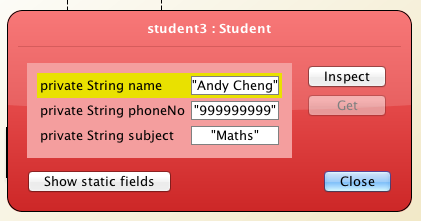 student3 : Student
private String name "Andy Cheng"
Inspect
private String phoneNo "999999999"
Get
private String subject "Maths"
Show static fields
Close